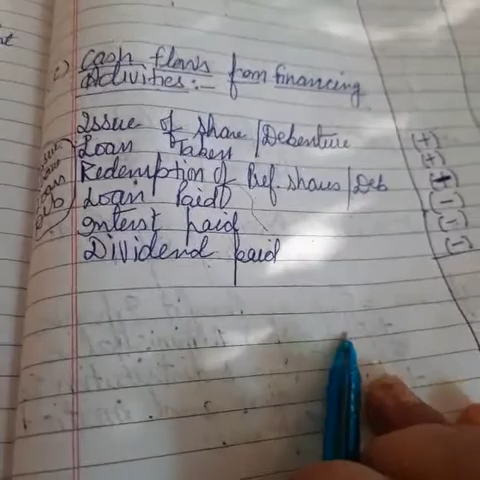 c) Cash flows from financing
activities:-
Issue of share/Debenture (+)
Loan Taken (+)
Redemption of Pref. shares/Deb
Loan Paid (-)
Interst paid (-)
Dividend paid (-)